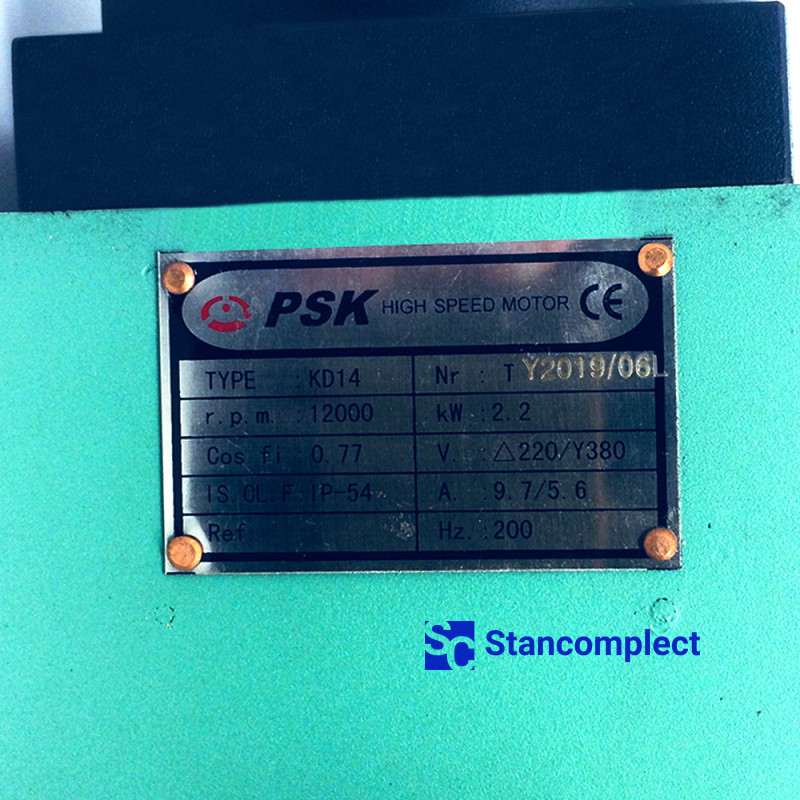 PSK HIGH SPEED MOTOR CE
TYPE : KD14 Nr : T Y2019/06L
r.p.m. : 12000 kW : 2.2
Cos fi : 0.77 V. : △220/Y380
IS.CL.F IP-54 A. : 9.7/5.6
Ref Hz. : 200
SC Stancomplect